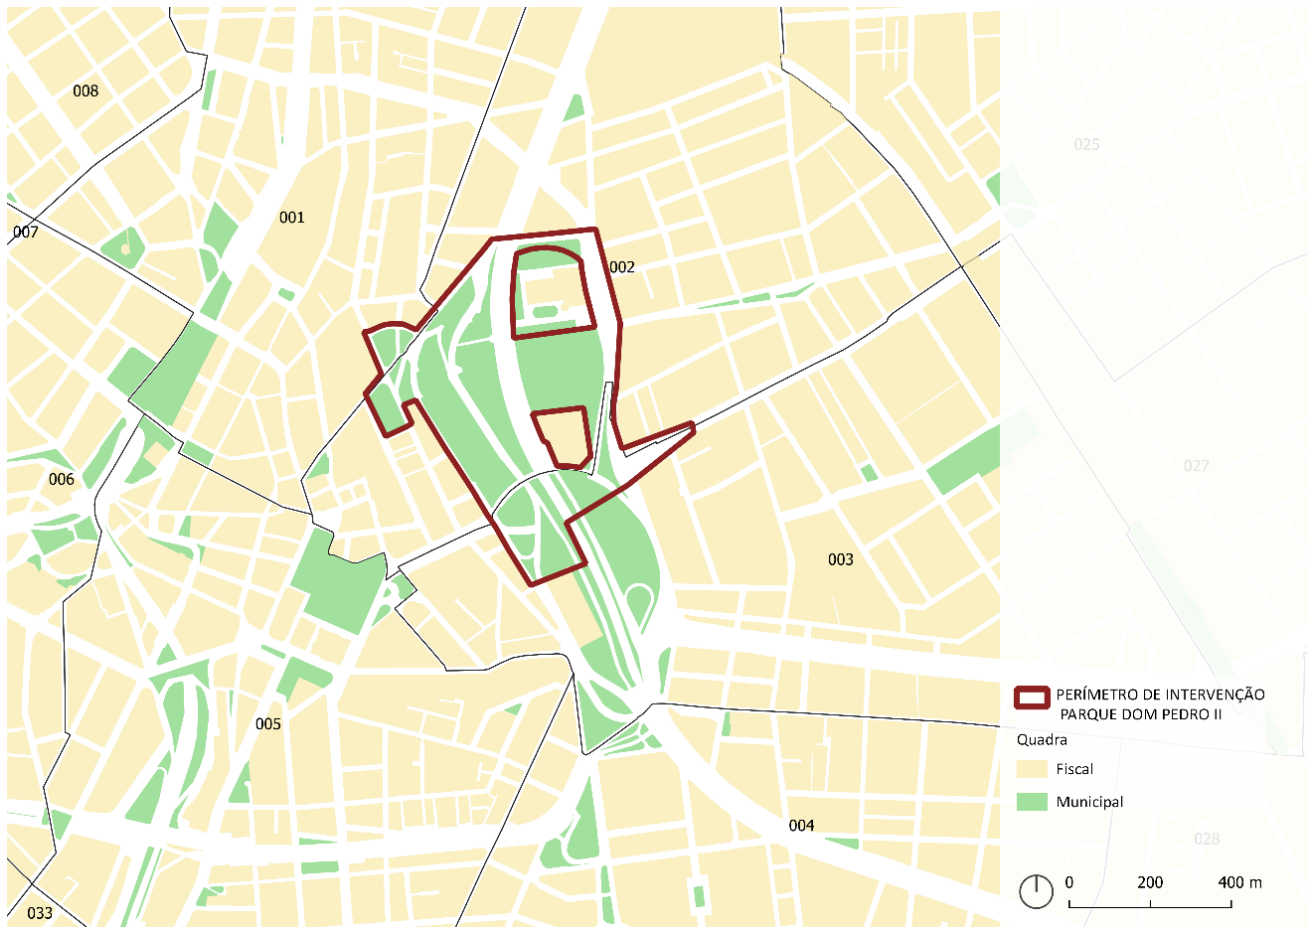 008
025
001
007
002
027
006
003
005
004
028
033
PERÍMETRO DE INTERVENÇÃO
PARQUE DOM PEDRO II
Quadra
Fiscal
Municipal
0 200 400 m